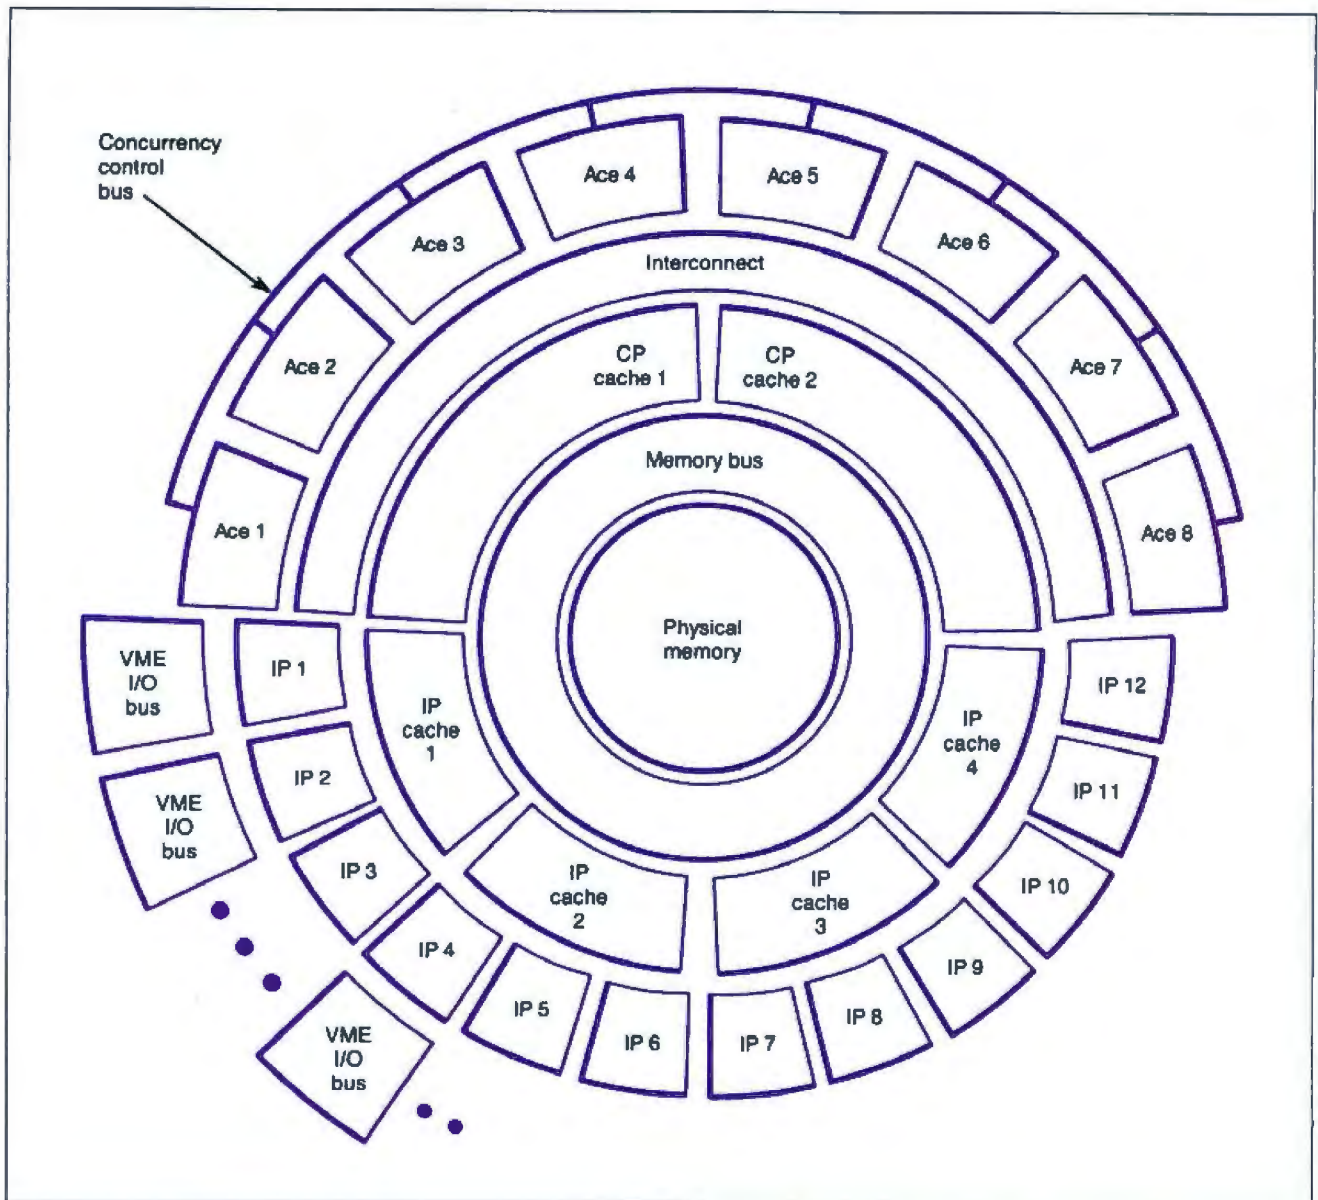 Concurrency
control
bus
Ace 1
Ace 2
Ace 3
Ace 4
Ace 5
Ace 6
Ace 7
Ace 8
Interconnect
CP
cache 1
CP
cache 2
Memory bus
Physical
memory
IP
cache
1
IP
cache
2
IP
cache
3
IP
cache
4
IP 1
IP 2
IP 3
IP 4
IP 5
IP 6
IP 7
IP 8
IP 9
IP 10
IP 11
IP 12
VME
I/O
bus
VME
I/O
bus
VME
I/O
bus